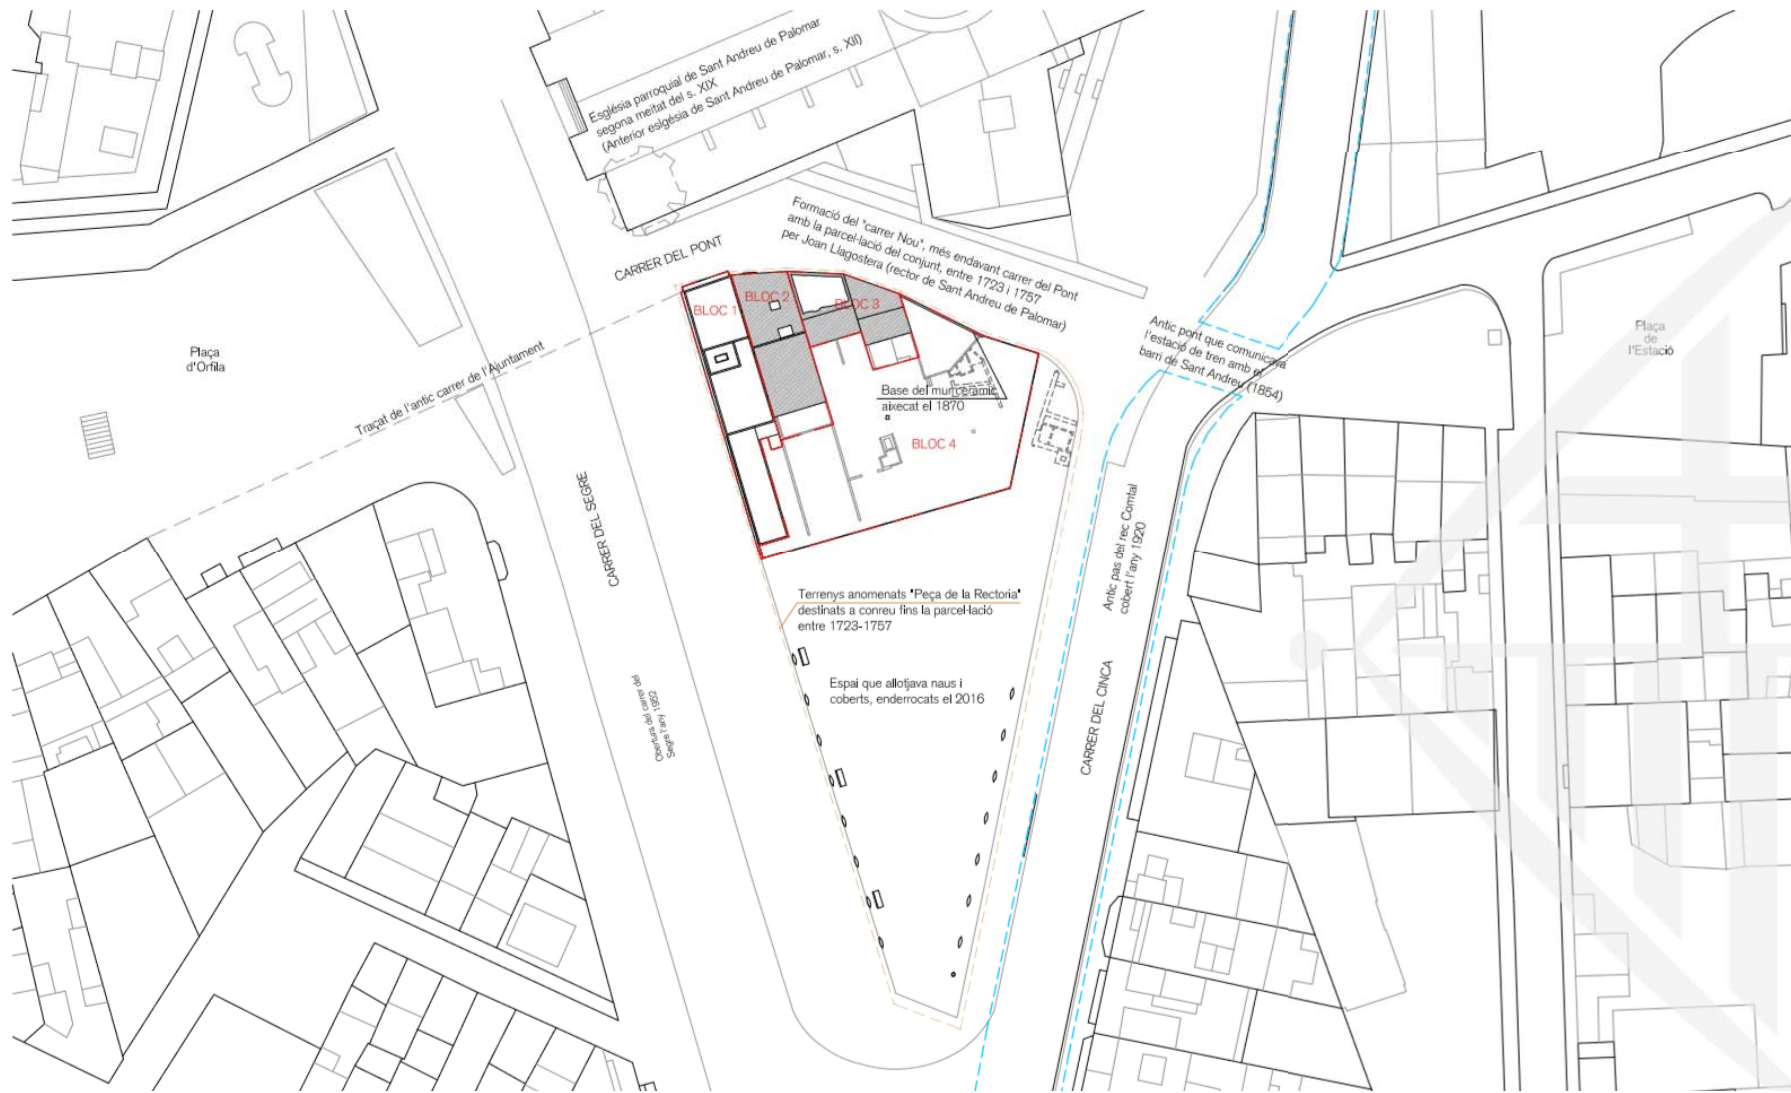 Església parroquial de Sant Andreu de Palomar
segona meitat del s. XIX
(Anterior eslgésia de Sant Andreu de Palomar, s. XII)
Formació del "carrer Nou", més endavant carrer del Pont
amb la parcel·lació del conjunt, entre 1723 i 1757
per Joan Llagostera (rector de Sant Andreu de Palomar)
CARRER DEL PONT
BLOC 1
BLOC 2
BLOC 3
Plaça
d'Orfila
Traçat de l'antic carrer de l'Ajuntament
Antic pont que comunicava
l'estació de tren amb el
barri de Sant Andreu (1854)
Plaça
de
l'Estació
Base del mur ceràmic
aixecat el 1870
BLOC 4
CARRER DEL SEGRE
CARRER DEL SEGRE
Antic pas del rec Comtal
cobert l'any 1920
Terrenys anomenats "Peça de la Rectoria"
destinats a conreu fins la parcel·lació
entre 1723-1757
Espai que allotjava naus i
coberts, enderrocats el 2016
Obertura del carrer del
Segre l'any 1952
CARRER DEL CINCA